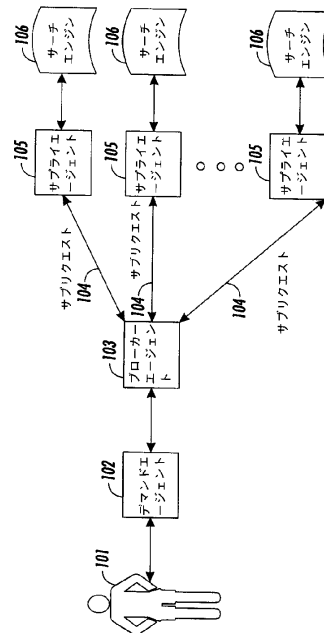 101
102
デマンドエ
ージェント
103
ブローカー
エージェン
ト
サブリクエスト
104
105
サプライエ
ージェント
106
サーチ
エンジン
サブリクエスト
104
105
サプライエ
ージェント
106
サーチ
エンジン
104
サブリクエスト
105
サプライエ
ージェント
106
サーチ
エンジン